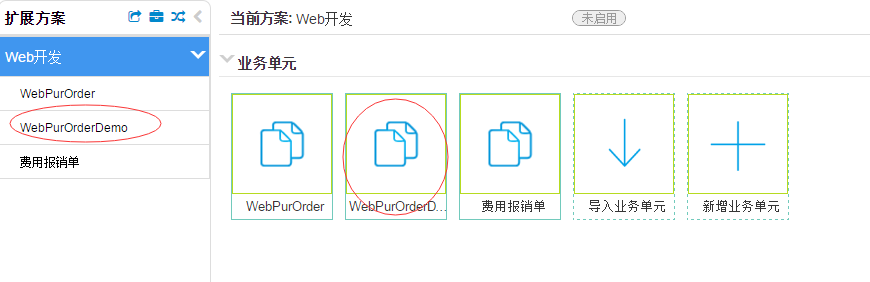 扩展方案
Web开发
WebPurOrder
WebPurOrderDemo
费用报销单
当前方案: Web开发
未启用
业务单元
WebPurOrder
WebPurOrderD...
费用报销单
导入业务单元
新增业务单元